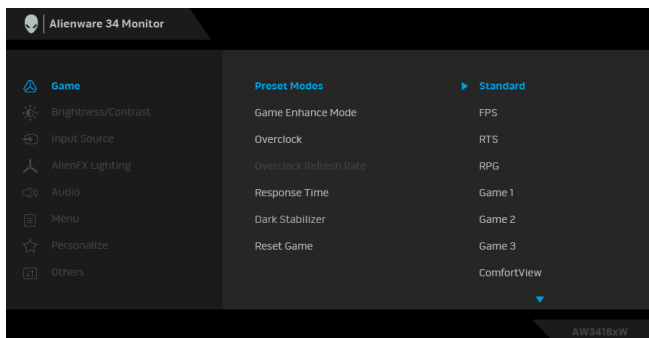 Alienware 34 Monitor
Game
Preset Modes
Standard
Brightness/Contrast
Game Enhance Mode
FPS
Input Source
Overclock
RTS
AlienFX Lighting
Overclock Refresh Rate
RPG
Audio
Response Time
Game 1
Menu
Dark Stabilizer
Game 2
Personalize
Reset Game
Game 3
Others
ComfortView
AW3418xW